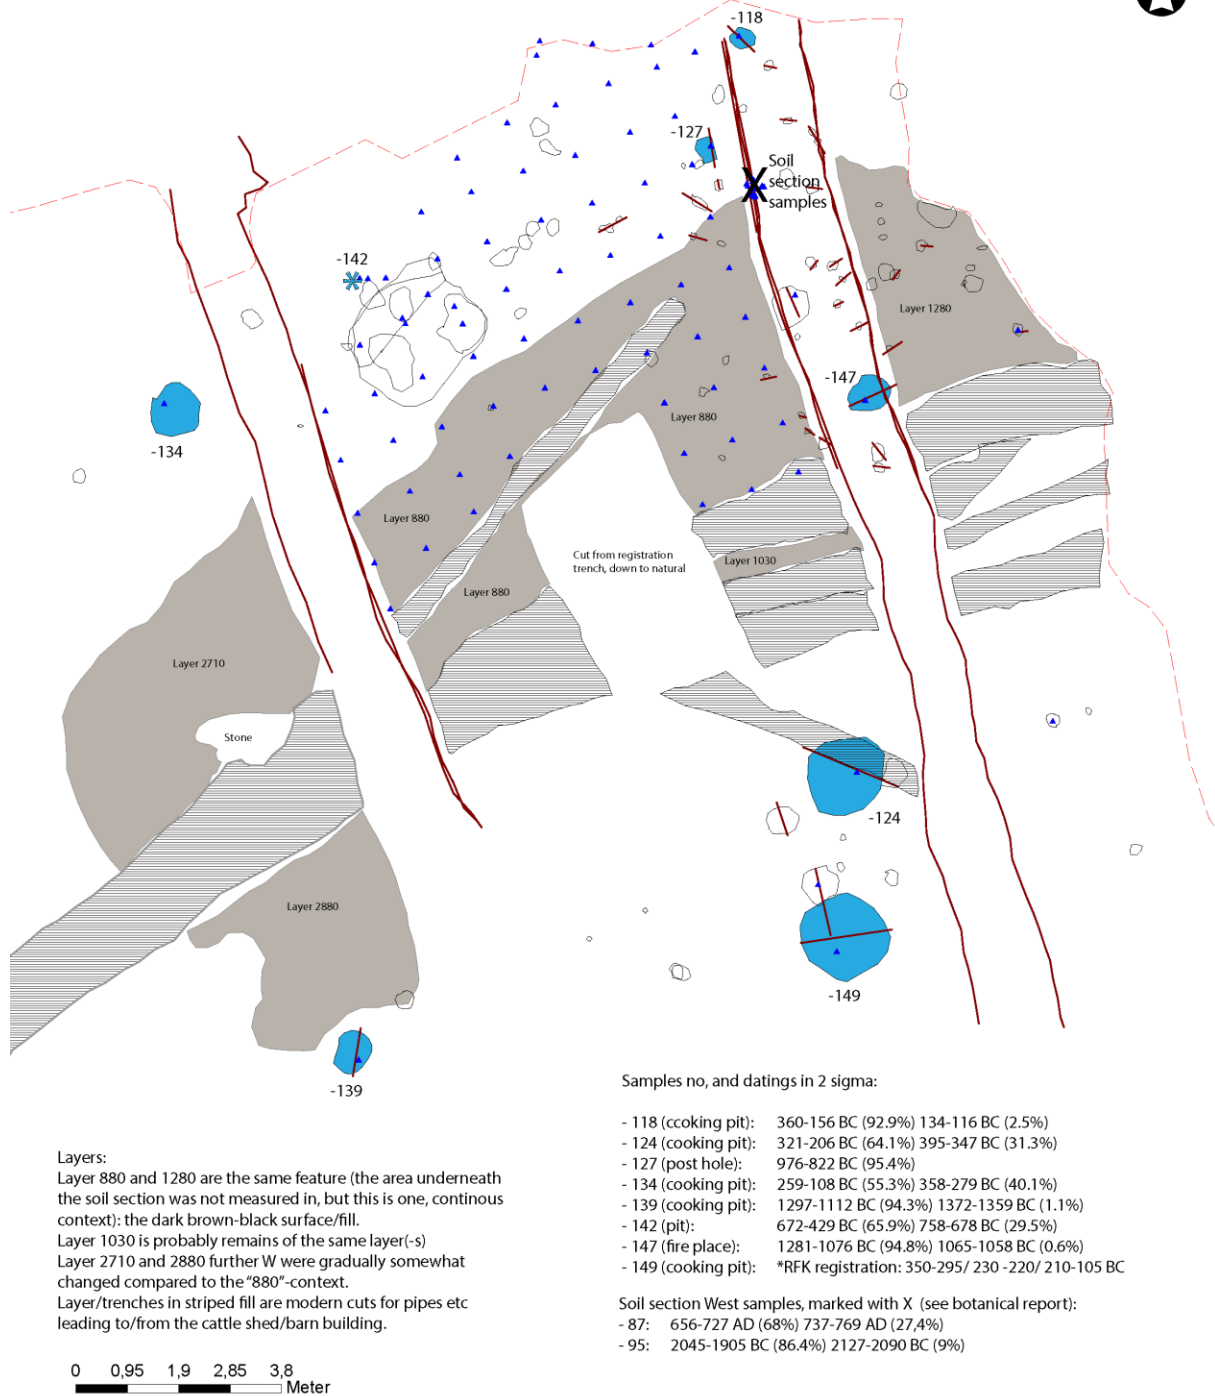 -118
-127
Soil
section
samples
-142
Layer 1280
-147
-134
Layer 880
Layer 880
Cut from registration
trench, down to natural
Layer 1030
Layer 880
Layer 2710
Stone
-124
Layer 2880
-149
-139
Samples no, and datings in 2 sigma:
- 118 (ccoking pit): 360-156 BC (92.9%) 134-116 BC (2.5%)
- 124 (cooking pit): 321-206 BC (64.1%) 395-347 BC (31.3%)
- 127 (post hole): 976-822 BC (95.4%)
- 134 (cooking pit): 259-108 BC (55.3%) 358-279 BC (40.1%)
- 139 (cooking pit): 1297-1112 BC (94.3%) 1372-1359 BC (1.1%)
- 142 (pit): 672-429 BC (65.9%) 758-678 BC (29.5%)
- 147 (fire place): 1281-1076 BC (94.8%) 1065-1058 BC (0.6%)
- 149 (cooking pit): *RFK registration: 350-295/ 230 -220/ 210-105 BC
Soil section West samples, marked with X (see botanical report):
- 87: 656-727 AD (68%) 737-769 AD (27,4%)
- 95: 2045-1905 BC (86.4%) 2127-2090 BC (9%)
Layers:
Layer 880 and 1280 are the same feature (the area underneath
the soil section was not measured in, but this is one, continous
context): the dark brown-black surface/fill.
Layer 1030 is probably remains of the same layer(-s)
Layer 2710 and 2880 further W were gradually somewhat
changed compared to the "880"-context.
Layer/trenches in striped fill are modern cuts for pipes etc
leading to/from the cattle shed/barn building.
0 0,95 1,9 2,85 3,8
Meter